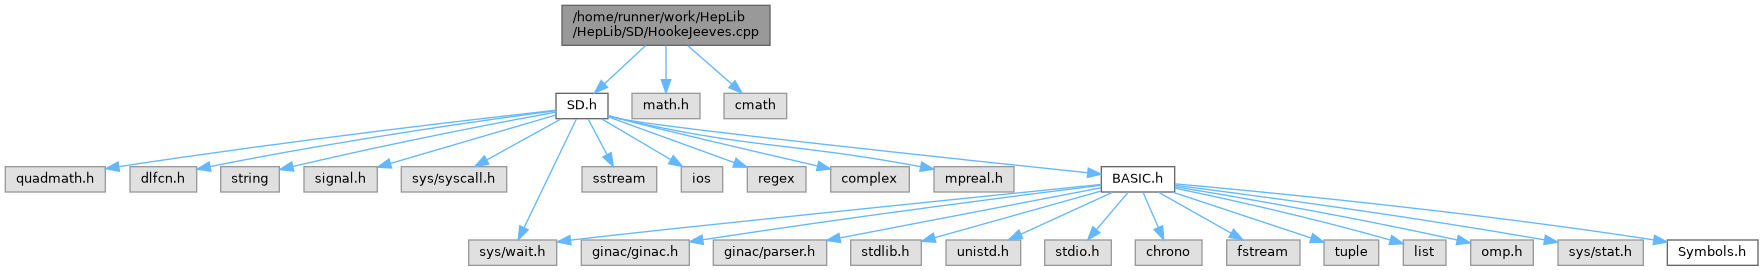 /home/runner/work/HepLib
/HepLib/SD/HookeJeeves.cpp
SD.h
math.h
cmath
quadmath.h
dlfcn.h
string
signal.h
sys/syscall.h
sstream
ios
regex
complex
mpreal.h
BASIC.h
sys/wait.h
ginac/ginac.h
ginac/parser.h
stdlib.h
unistd.h
stdio.h
chrono
fstream
tuple
list
omp.h
sys/stat.h
Symbols.h